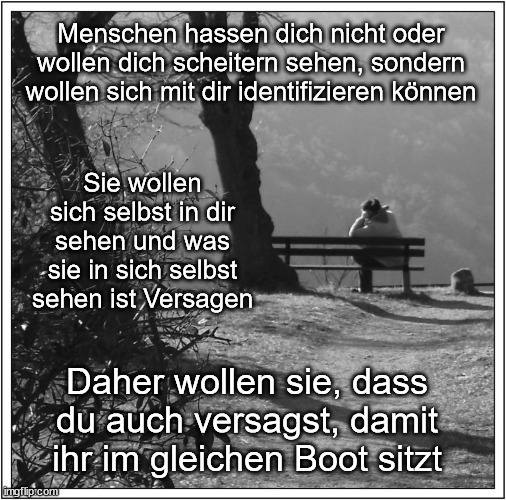 Menschen hassen dich nicht oder
wollen dich scheitern sehen, sondern
wollen sich mit dir identifizieren können
Sie wollen
sich selbst in dir
sehen und was
sie in sich selbst
sehen ist Versagen
Daher wollen sie, dass
du auch versagst, damit
ihr im gleichen Boot sitzt
imgflip.com